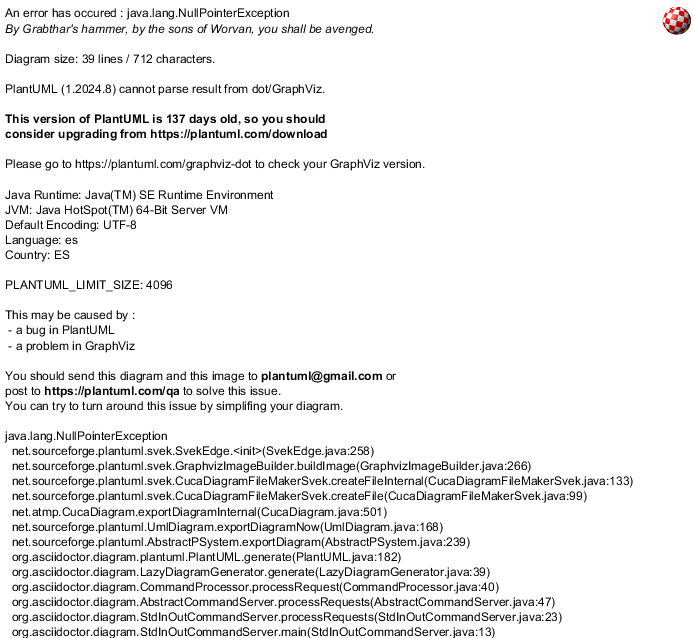 An error has occured : java.lang.NullPointerException
By Grabthar's hammer, by the sons of Worvan, you shall be avenged.
Diagram size: 39 lines / 712 characters.
PlantUML (1.2024.8) cannot parse result from dot/GraphViz.
This version of PlantUML is 137 days old, so you should
consider upgrading from https://plantuml.com/download
Please go to https://plantuml.com/graphviz-dot to check your GraphViz version.
Java Runtime: Java(TM) SE Runtime Environment
JVM: Java HotSpot(TM) 64-Bit Server VM
Default Encoding: UTF-8
Language: es
Country: ES
PLANTUML_LIMIT_SIZE: 4096
This may be caused by :
- a bug in PlantUML
- a problem in GraphViz
You should send this diagram and this image to plantuml@gmail.com or
post to https://plantuml.com/qa to solve this issue.
You can try to turn around this issue by simplifing your diagram.
java.lang.NullPointerException
net.sourceforge.plantuml.svek.SvekEdge.<init>(SvekEdge.java:258)
net.sourceforge.plantuml.svek.GraphvizImageBuilder.buildImage(GraphvizImageBuilder.java:266)
net.sourceforge.plantuml.svek.CucaDiagramFileMakerSvek.createFileInternal(CucaDiagramFileMakerSvek.java:133)
net.sourceforge.plantuml.svek.CucaDiagramFileMakerSvek.createFile(CucaDiagramFileMakerSvek.java:99)
net.atmp.CucaDiagram.exportDiagramInternal(CucaDiagram.java:501)
net.sourceforge.plantuml.UmlDiagram.exportDiagramNow(UmlDiagram.java:168)
net.sourceforge.plantuml.AbstractPSystem.exportDiagram(AbstractPSystem.java:239)
org.asciidoctor.diagram.plantuml.PlantUML.generate(PlantUML.java:182)
org.asciidoctor.diagram.LazyDiagramGenerator.generate(LazyDiagramGenerator.java:39)
org.asciidoctor.diagram.CommandProcessor.processRequest(CommandProcessor.java:40)
org.asciidoctor.diagram.AbstractCommandServer.processRequests(AbstractCommandServer.java:47)
org.asciidoctor.diagram.StdInOutCommandServer.processRequests(StdInOutCommandServer.java:23)
org.asciidoctor.diagram.StdInOutCommandServer.main(StdInOutCommandServer.java:13)